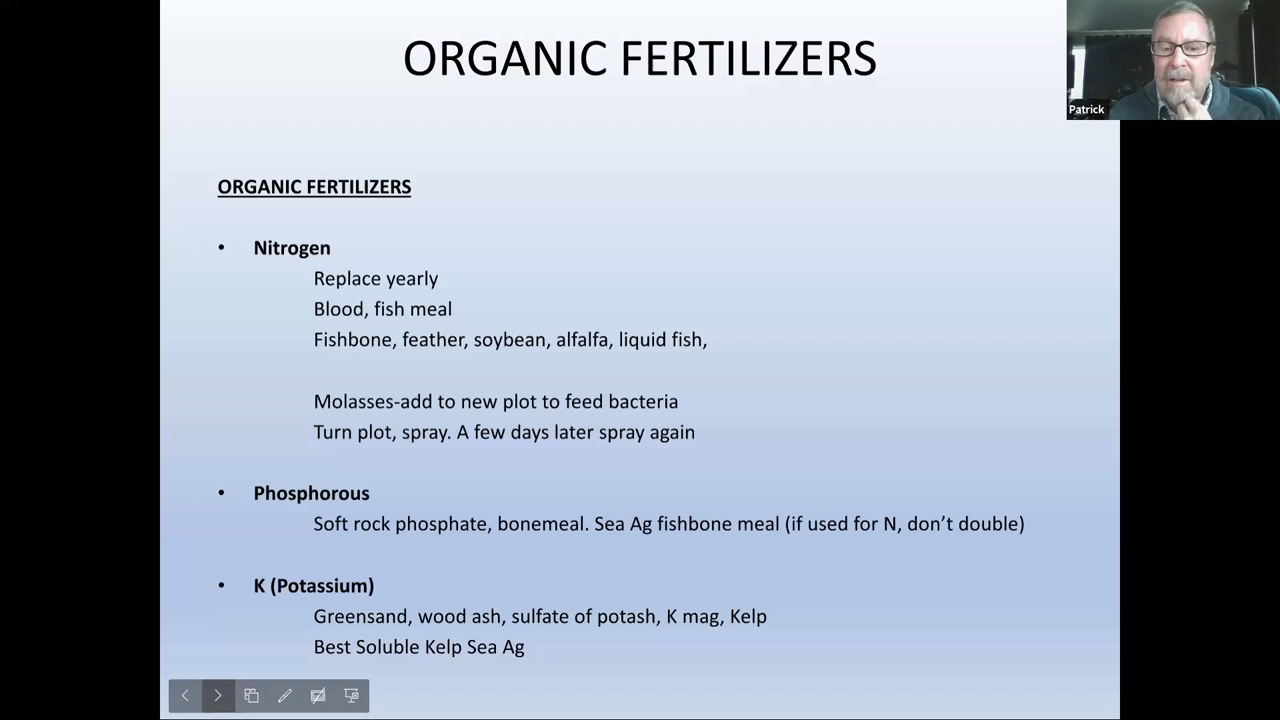 ORGANIC FERTILIZERS
Patrick
ORGANIC FERTILIZERS
• Nitrogen
Replace yearly
Blood, fish meal
Fishbone, feather, soybean, alfalfa, liquid fish,
Molasses-add to new plot to feed bacteria
Turn plot, spray. A few days later spray again
• Phosphorous
Soft rock phosphate, bonemeal. Sea Ag fishbone meal (if used for N, don’t double)
• K (Potassium)
Greensand, wood ash, sulfate of potash, K mag, Kelp
Best Soluble Kelp Sea Ag